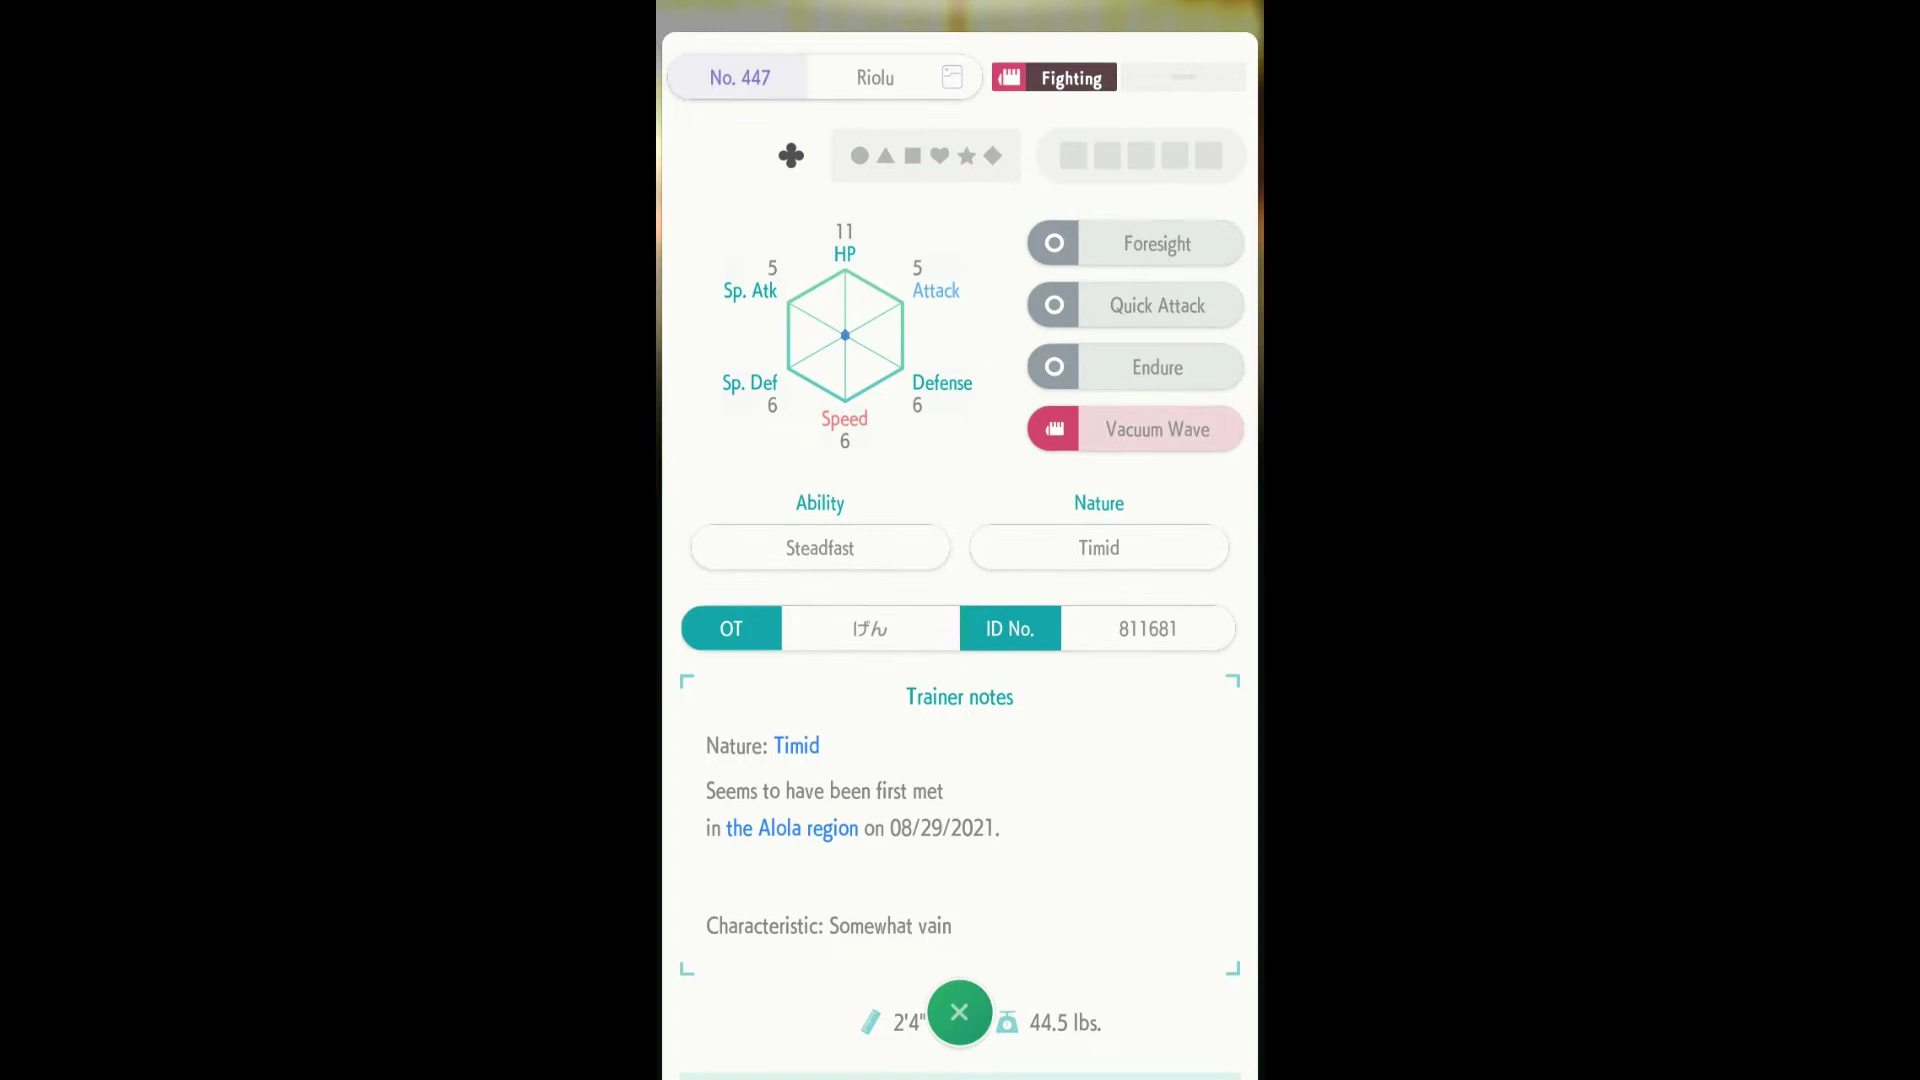 No. 447 Riolu Fighting
11
HP
5 5
Sp. Atk Attack
Sp. Def Defense
6 6
Speed
6
Foresight
Quick Attack
Endure
Vacuum Wave
Ability Nature
Steadfast Timid
OT げん ID No. 811681
Trainer notes
Nature: Timid
Seems to have been first met
in the Alola region on 08/29/2021.
Characteristic: Somewhat vain
2'4" 44.5 lbs.